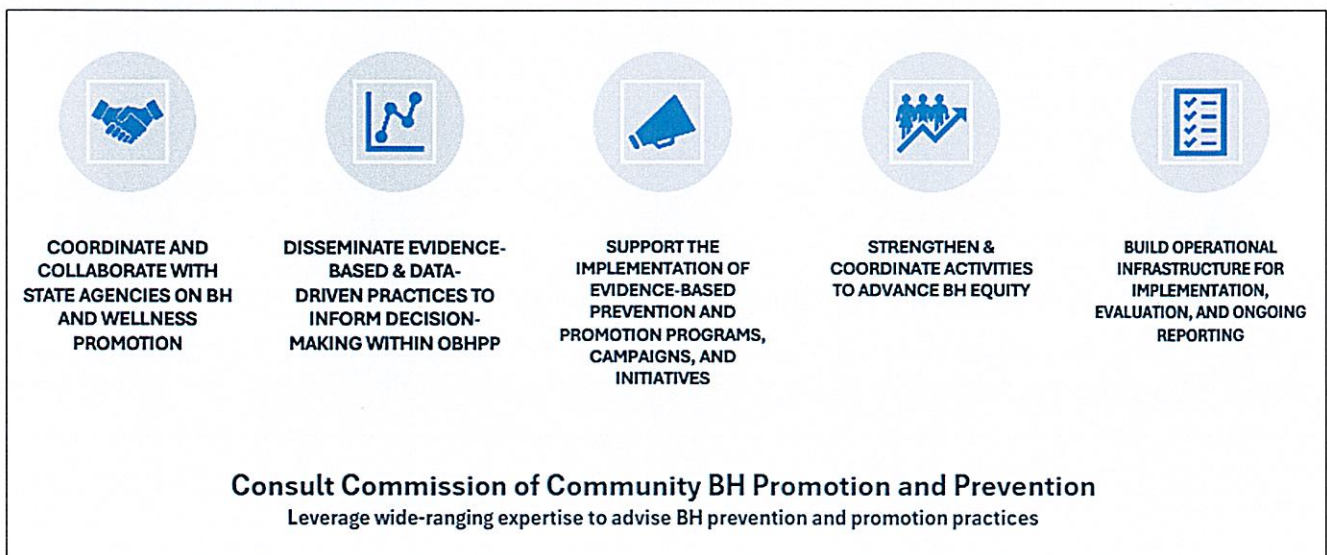 COORDINATE AND
COLLABORATE WITH
STATE AGENCIES ON BH
AND WELLNESS
PROMOTION
DISSEMINATE EVIDENCE-
BASED & DATA-
DRIVEN PRACTICES TO
INFORM DECISION-
MAKING WITHIN OBHPP
SUPPORT THE
IMPLEMENTATION OF
EVIDENCE-BASED
PREVENTION AND
PROMOTION PROGRAMS,
CAMPAIGNS, AND
INITIATIVES
STRENGTHEN &
COORDINATE ACTIVITIES
TO ADVANCE BH EQUITY
BUILD OPERATIONAL
INFRASTRUCTURE FOR
IMPLEMENTATION,
EVALUATION, AND ONGOING
REPORTING
Consult Commission of Community BH Promotion and Prevention
Leverage wide-ranging expertise to advise BH prevention and promotion practices